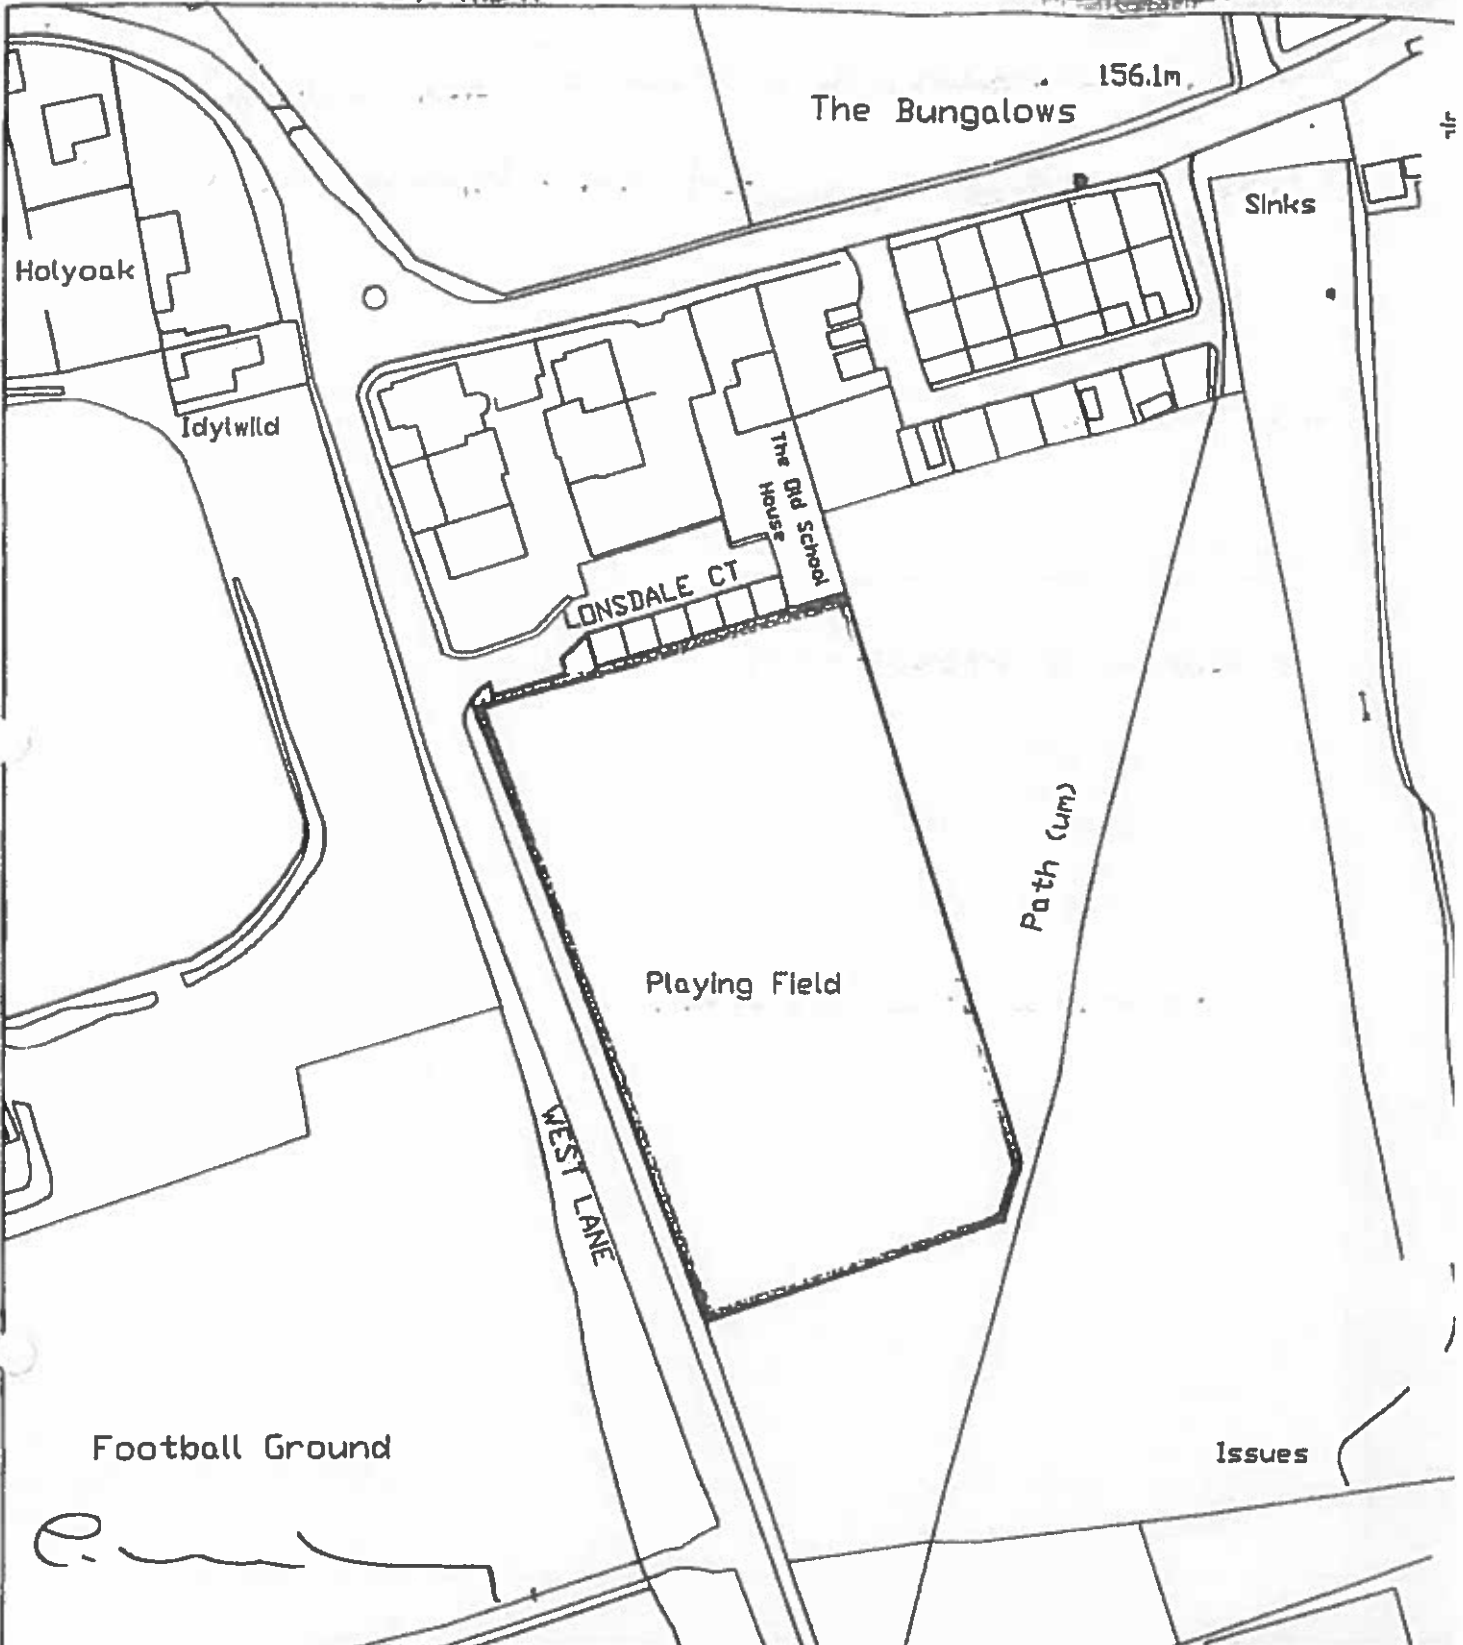 156.1m
The Bungalows
Sinks
Holyoak
Idylwild
The Old School
House
LONSDALE CT
Path (um)
Playing Field
WEST LANE
Football Ground
Issues